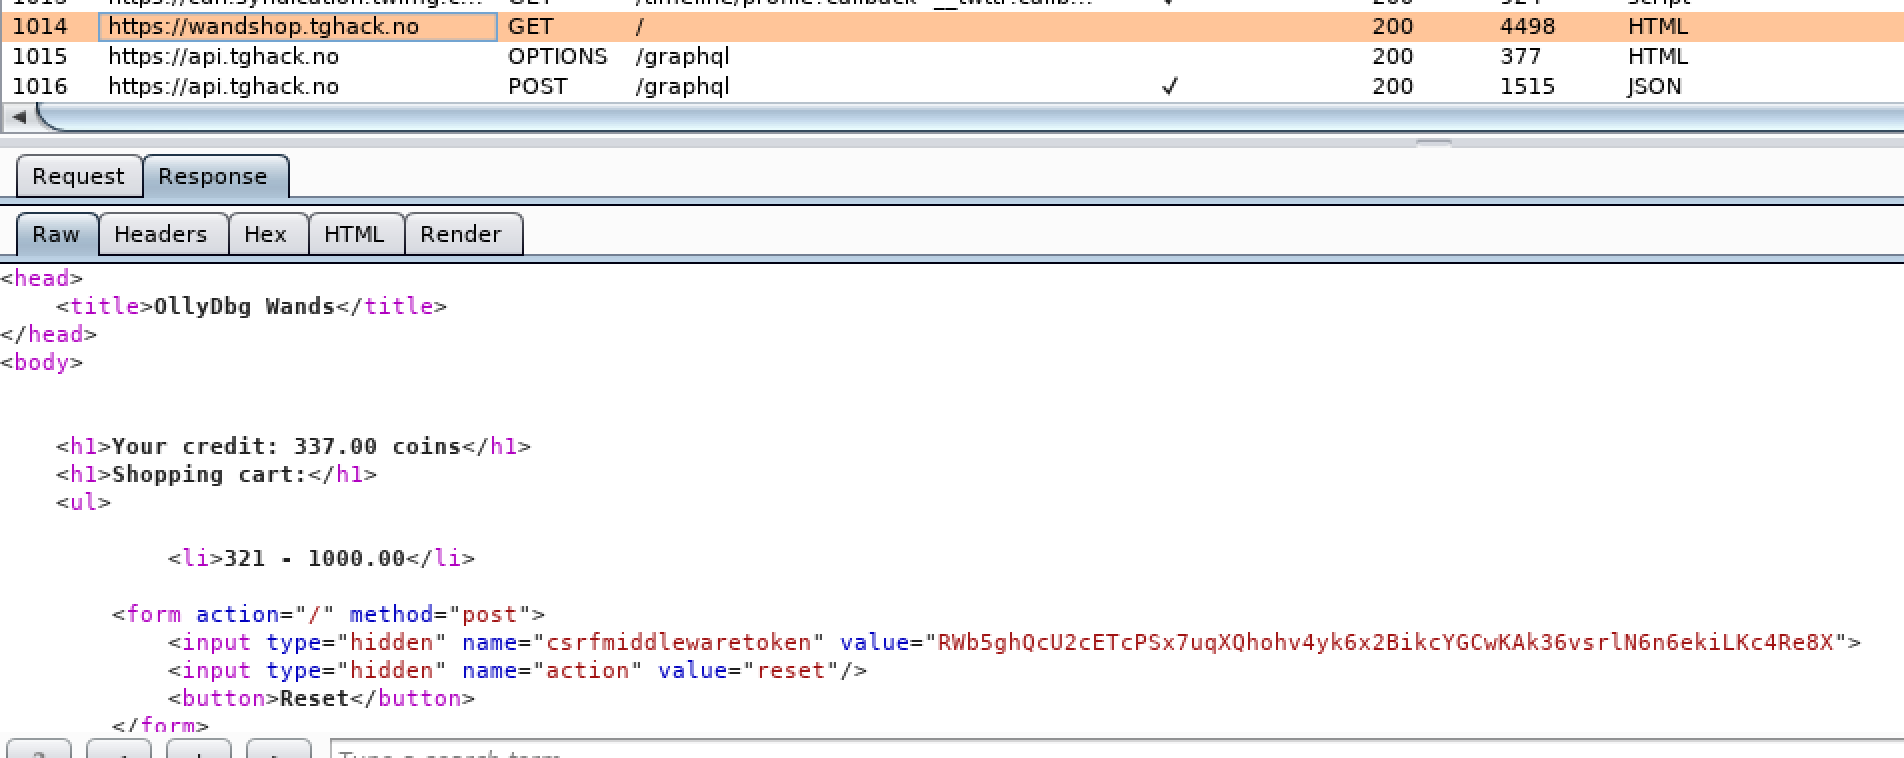 1014 https://wandshop.tghack.no GET / 200 4498 HTML
1015 https://api.tghack.no OPTIONS /graphql 200 377 HTML
1016 https://api.tghack.no POST /graphql ✓ 200 1515 JSON
Request Response
Raw Headers Hex HTML Render
<head>
<title>OllyDbg Wands</title>
</head>
<body>
<h1>Your credit: 337.00 coins</h1>
<h1>Shopping cart:</h1>
<ul>
<li>321 - 1000.00</li>
<form action="/" method="post">
<input type="hidden" name="csrfmiddlewaretoken" value="RWb5ghQcU2cETcPSx7uqXQhohv4yk6x2BikcYGCwKAk36vsrlN6n6ekiLKc4Re8X">
<input type="hidden" name="action" value="reset"/>
<button>Reset</button>
</form>
Type a search term